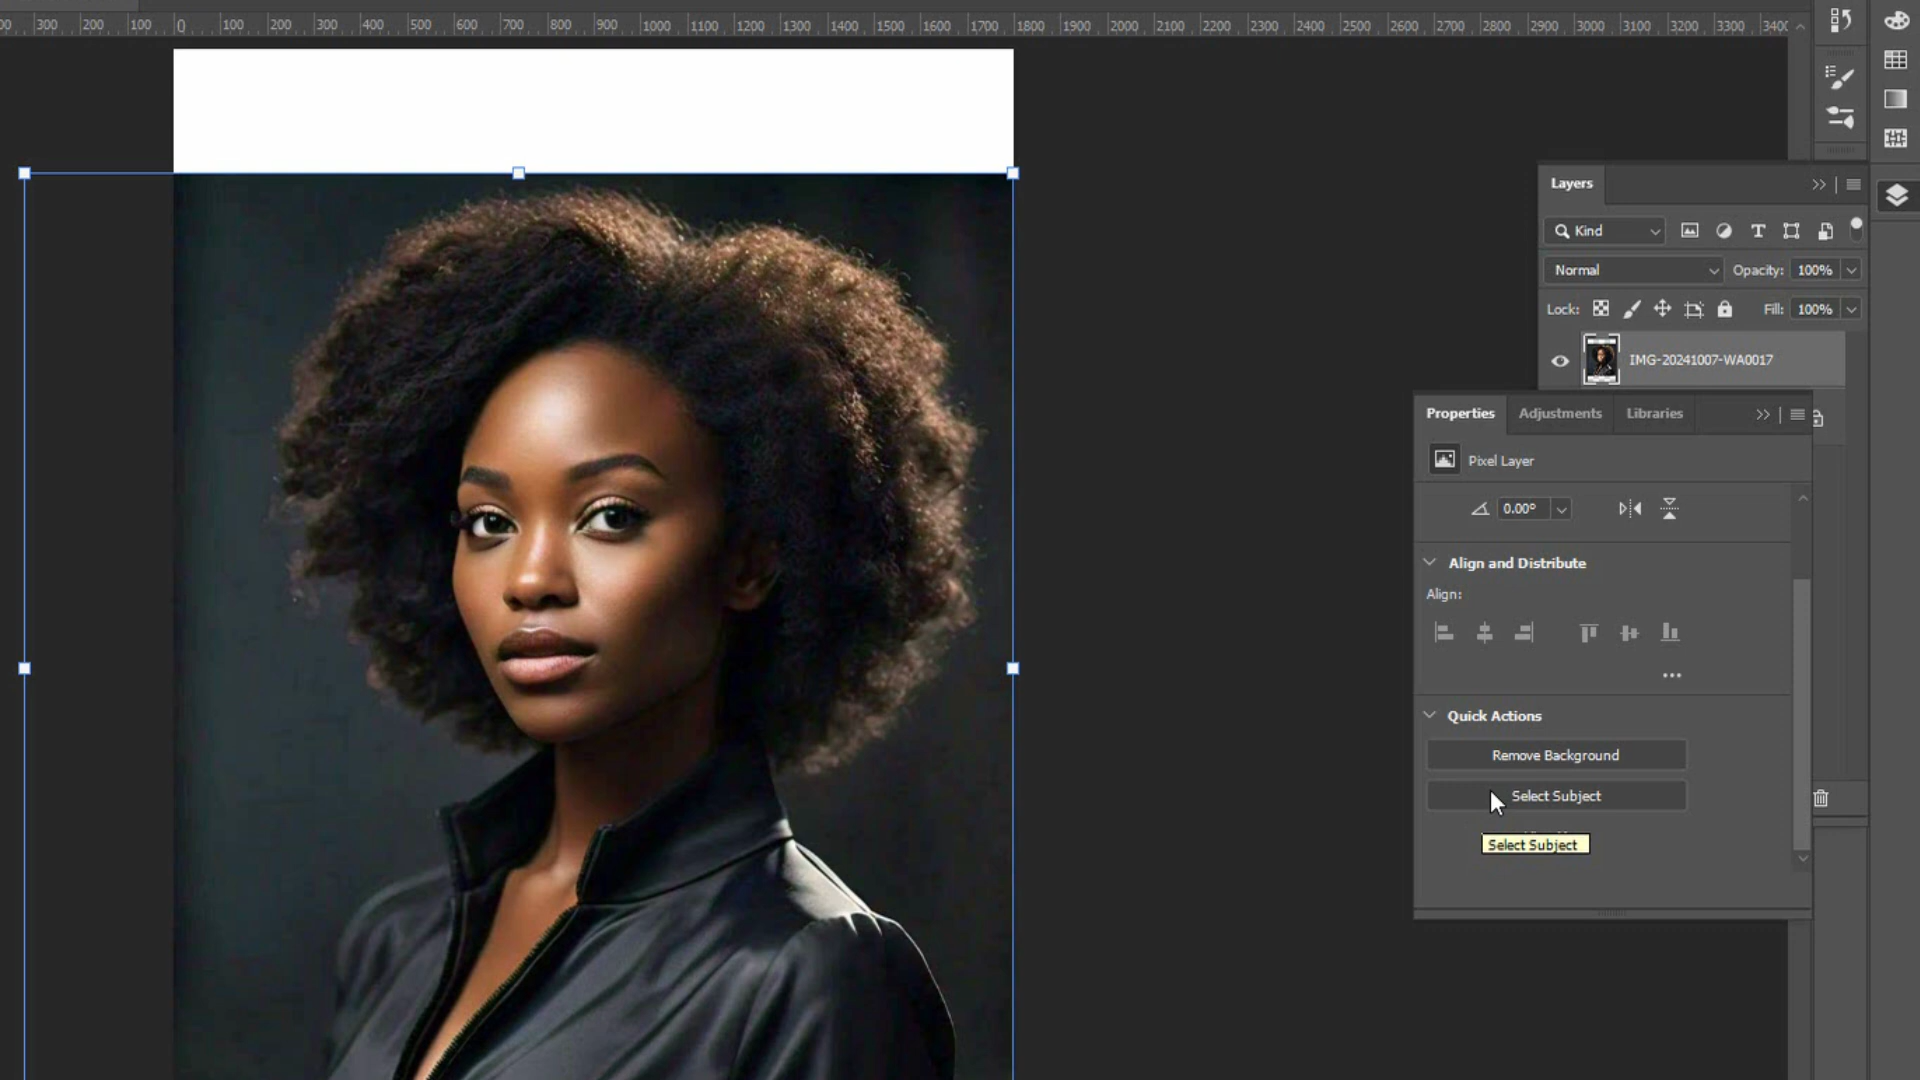 300 200 100 0 100 200 300 400 500 600 700 800 900 1000 1100 1200 1300 1400 1500 1600 1700 1800 1900 2000 2100 2200 2300 2400 2500 2600 2700 2800 2900 3000 3100 3200 3300 3400
Layers
Kind
Normal Opacity: 100%
Lock: Fill: 100%
IMG-20241007-WA0017
Properties Adjustments Libraries
Pixel Layer
0.00°
Align and Distribute
Align:
Quick Actions
Remove Background
Select Subject
Select Subject